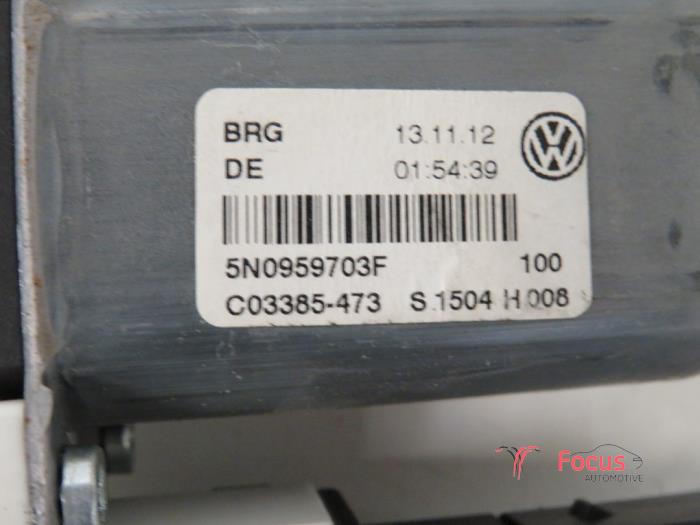 BRG 13.11.12
DE 01:54:39
5N0959703F 100
C03385-473 S.1504 H 008
Focus
AUTOMOTIVE